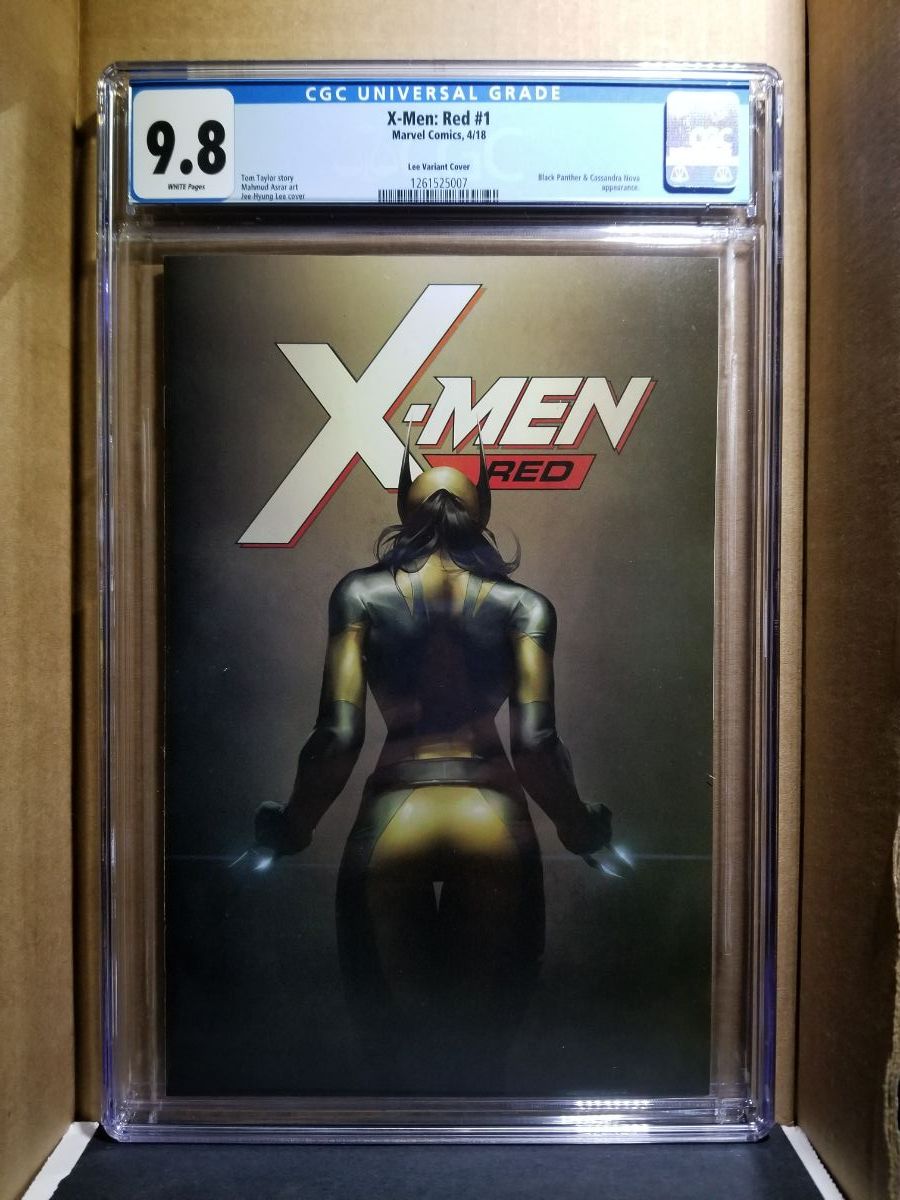 CGC UNIVERSAL GRADE
9.8
WHITE Pages
X-Men: Red #1
Marvel Comics, 4/18
Lee Variant Cover
1261525007
Tom Taylor story
Mahmud Asrar art
Jee-Hyung Lee cover
Black Panther & Cassandra Nova
appearance.
CGC
X-MEN
RED